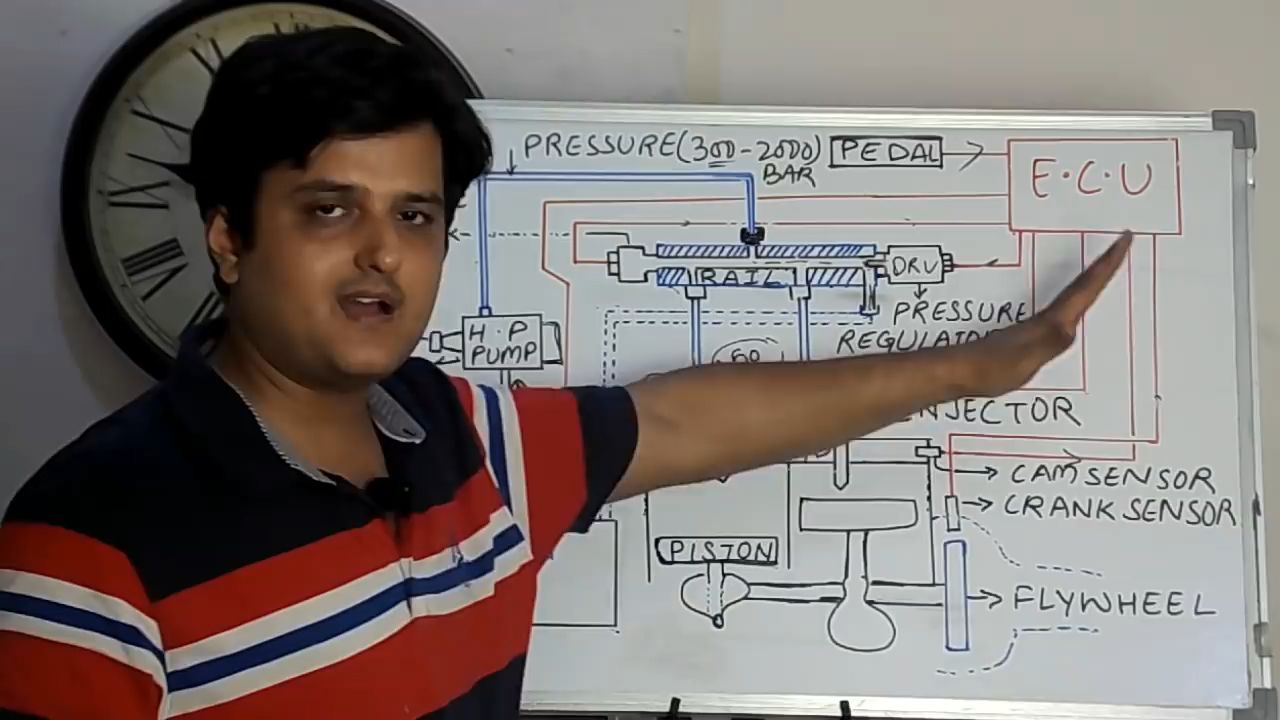 PRESSURE(300-2000)
BAR
PEDAL
E.C.U
RAIL
DRV
PRESSURE
H.P
PUMP
INJECTOR
CAM SENSOR
CRANK SENSOR
PISTON
FLYWHEEL